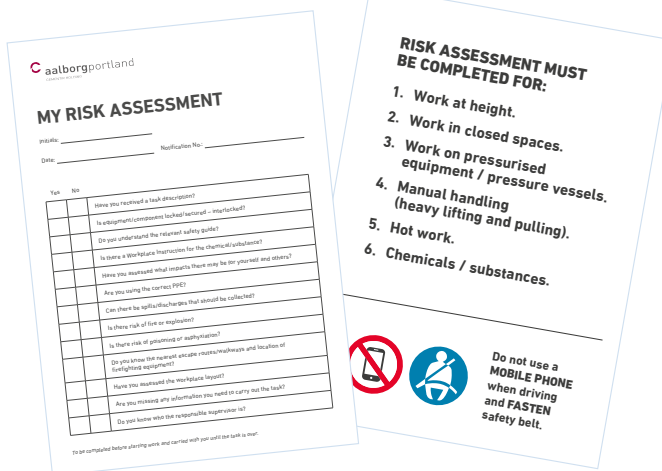 aalborgportland
MY RISK ASSESSMENT
Initials:
Date:
Notification No.:
Yes No
Have you received a task description?
Is equipment/component locked/secured – interlocked?
Do you understand the relevant safety guide?
Is there a Workplace Instruction for the chemical/substance?
Have you assessed what impacts there may be for yourself and others?
Are you using the correct PPE?
Can there be spills/discharges that should be collected?
Is there risk of fire or explosion?
Is there risk of poisoning or asphyxiation?
Do you know the nearest escape routes/walkways and location of
firefighting equipment?
Have you assessed the workplace layout?
Are you missing any information you need to carry out the task?
Do you know who the responsible supervisor is?
To be completed before starting work and carried with you until the task is over.
RISK ASSESSMENT MUST
BE COMPLETED FOR:
1. Work at height.
2. Work in closed spaces.
3. Work on pressurised
equipment / pressure vessels.
4. Manual handling
(heavy lifting and pulling).
5. Hot work.
6. Chemicals / substances.
Do not use a
MOBILE PHONE
when driving
and FASTEN
safety belt.